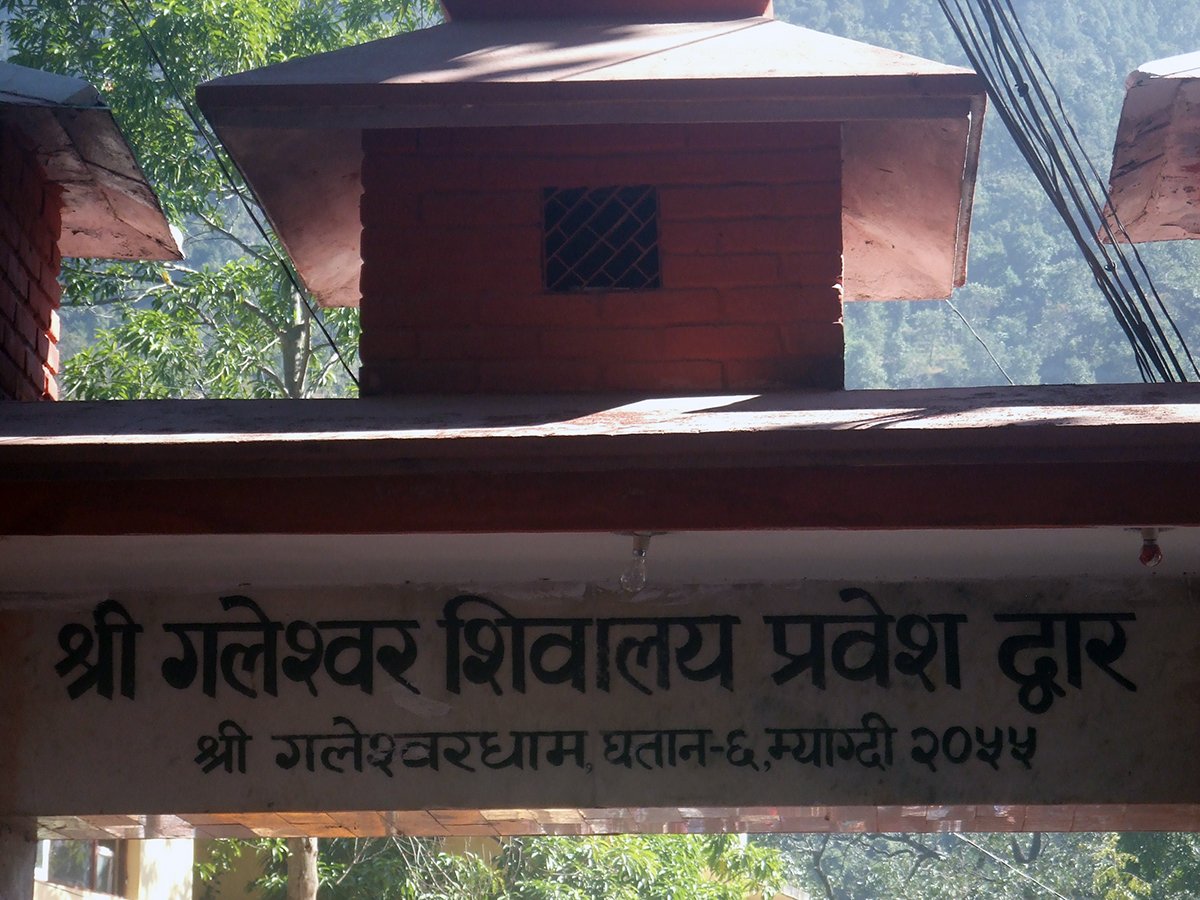 श्री गलेश्वर शिवालय प्रवेश द्वार
श्री गलेश्वरधाम, घतान-६, म्याग्दी २०५५